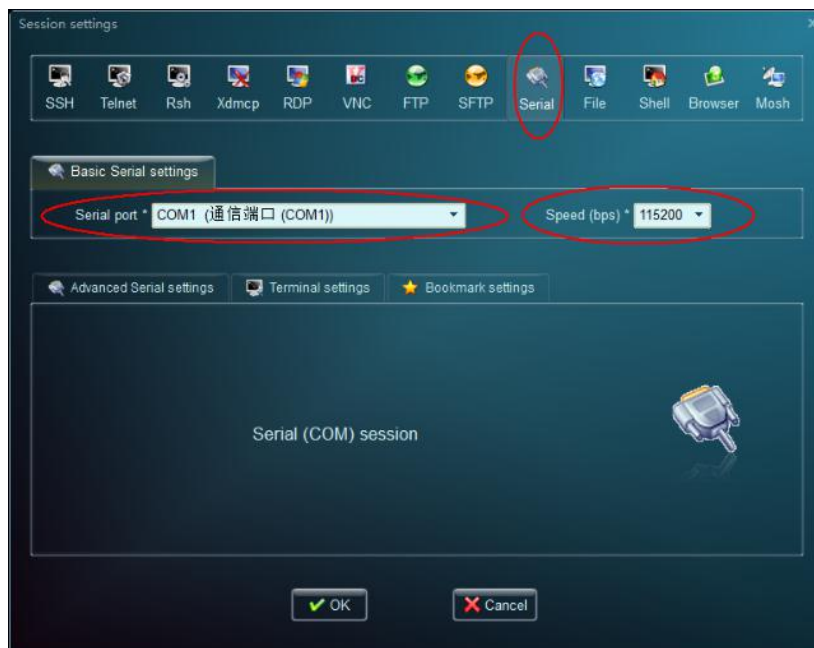 Session settings
SSH Telnet Rsh Xdmcp RDP VNC FTP SFTP Serial File Shell Browser Mosh
Basic Serial settings
Serial port * COM1 (通信端口 (COM1)) Speed (bps) * 115200
Advanced Serial settings Terminal settings Bookmark settings
Serial (COM) session
OK Cancel